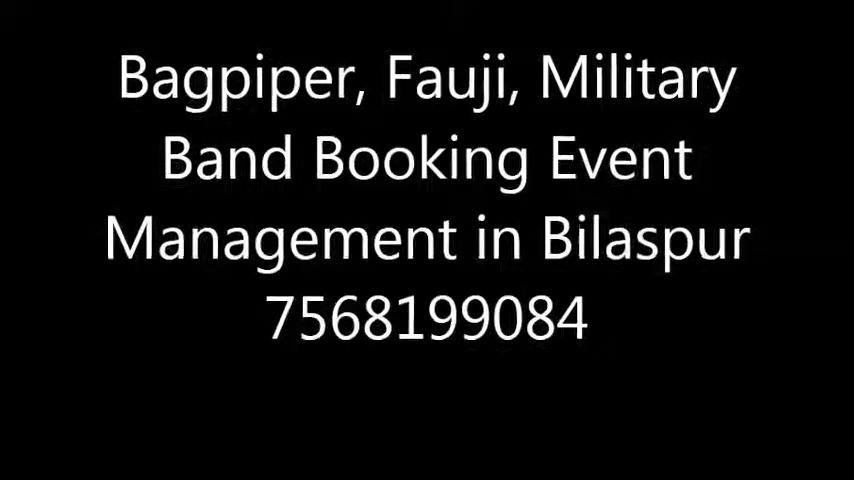 Bagpiper, Fauji, Military
Band Booking Event
Management in Bilaspur
7568199084